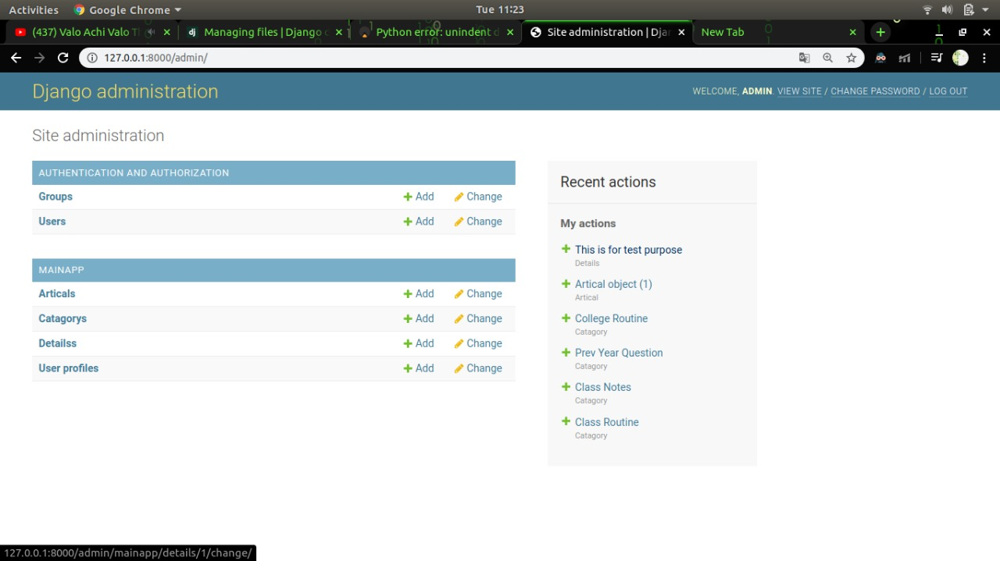 Activities Google Chrome Tue 11:23
(437) Valo Achi Valo T Managing files | Django Python error: unindent d Site administration | Djan New Tab
127.0.0.1:8000/admin/
Django administration
WELCOME, ADMIN. VIEW SITE / CHANGE PASSWORD / LOG OUT
Site administration
AUTHENTICATION AND AUTHORIZATION
Groups Add Change
Users Add Change
MAINAPP
Articals Add Change
Catagorys Add Change
Detailss Add Change
User profiles Add Change
Recent actions
My actions
This is for test purpose
Details
Artical object (1)
Artical
College Routine
Catagory
Prev Year Question
Catagory
Class Notes
Catagory
Class Routine
Catagory
127.0.0.1:8000/admin/mainapp/details/1/change/